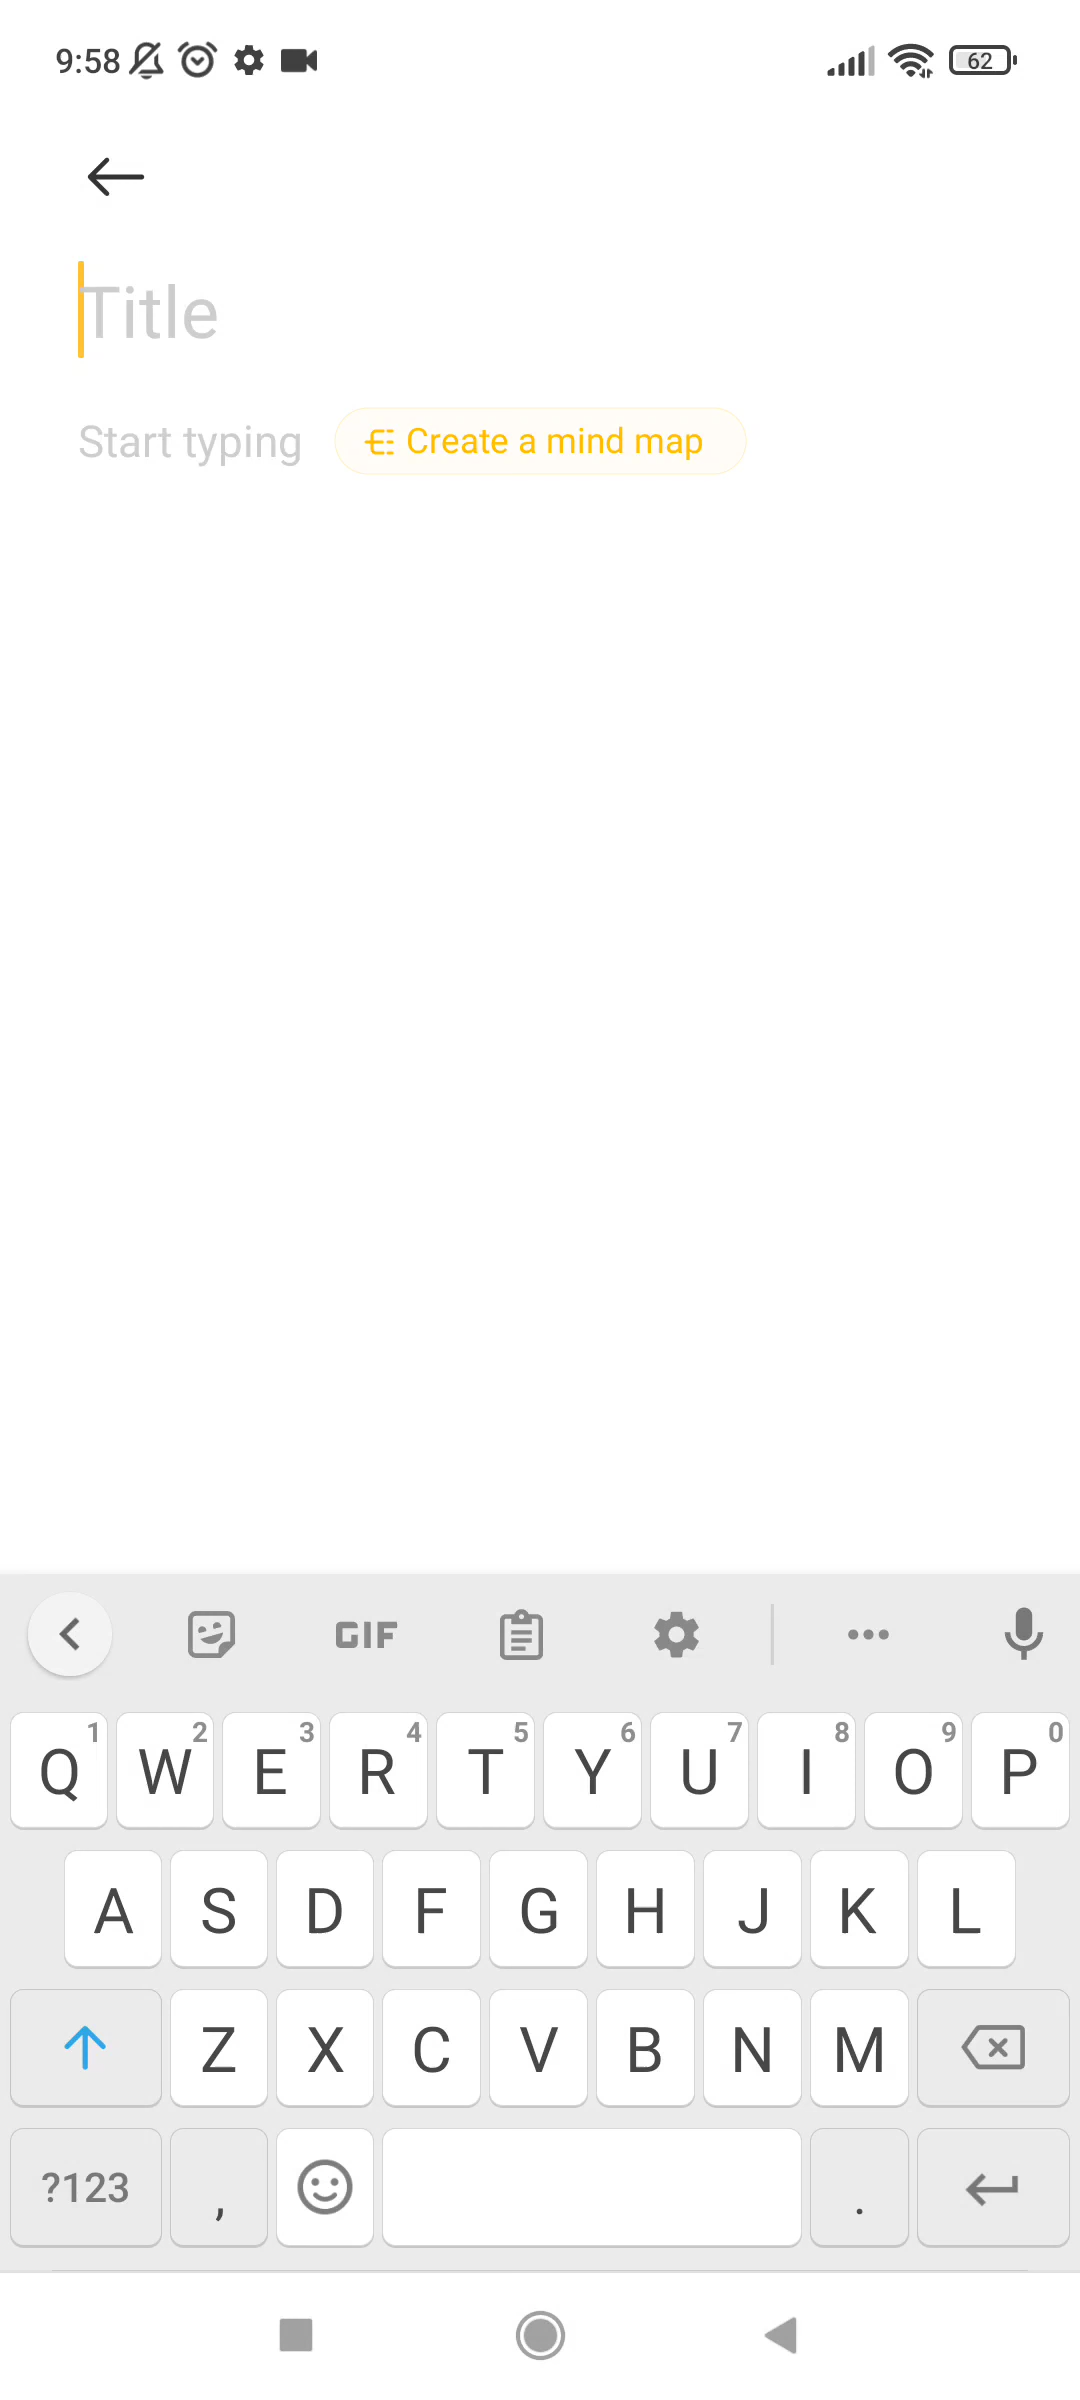 9:58 62
Title
Start typing Create a mind map
GIF
1 2 3 4 5 6 7 8 9 0
Q W E R T Y U I O P
A S D F G H J K L
Z X C V B N M
?123 , .